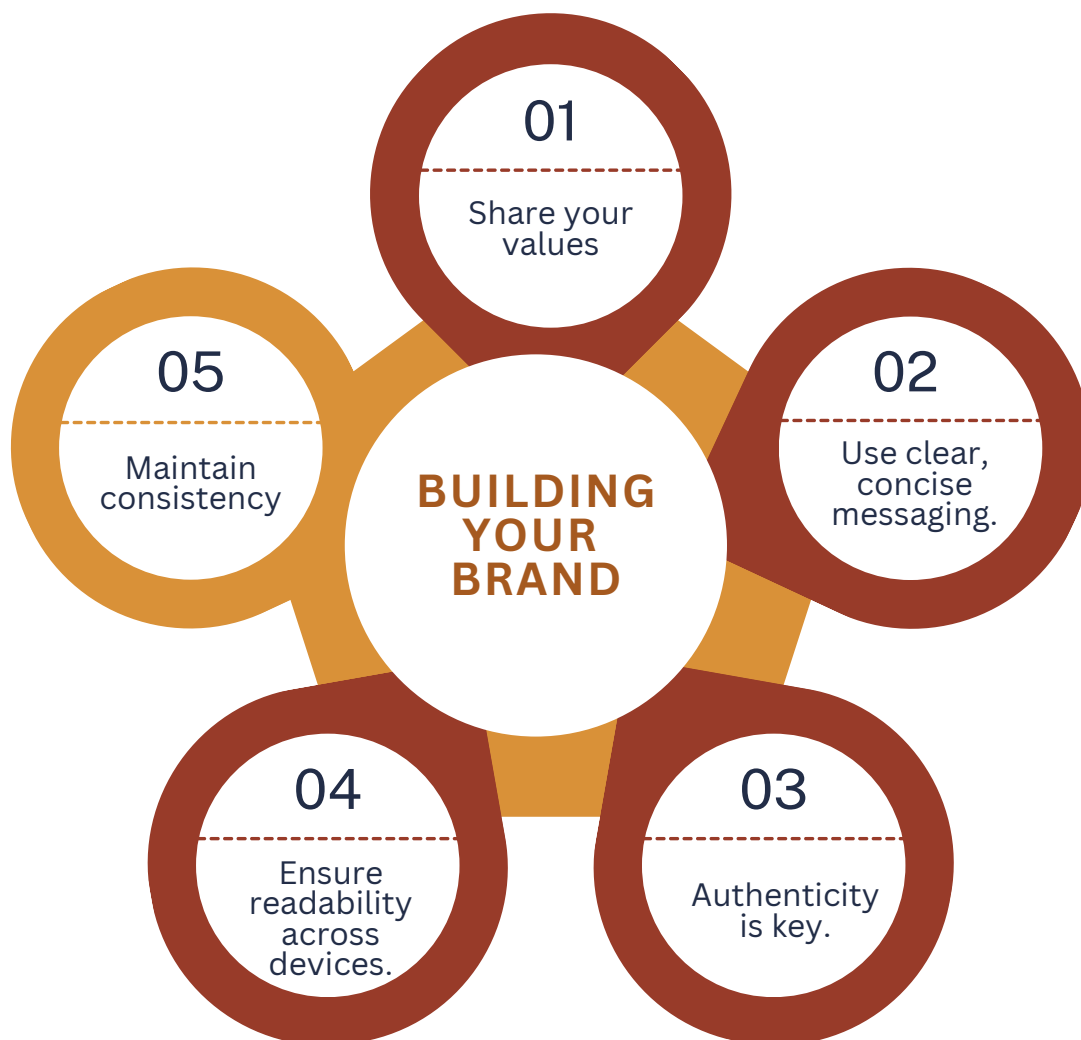 BUILDING
YOUR
BRAND
01
Share your
values
02
Use clear,
concise
messaging.
03
Authenticity
is key.
04
Ensure
readability
across
devices.
05
Maintain
consistency